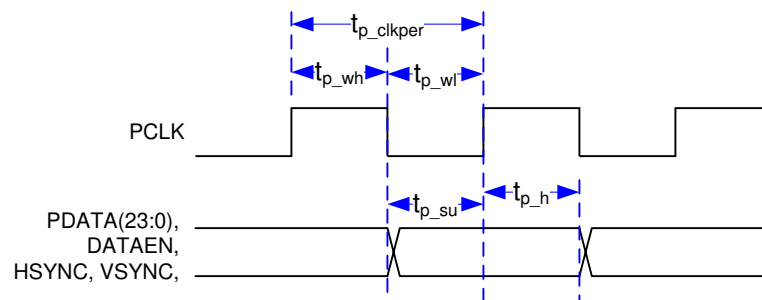 t_p_clkper
t_p_wh t_p_wl
PCLK
t_p_su t_p_h
PDATA(23:0),
DATAEN,
HSYNC, VSYNC,